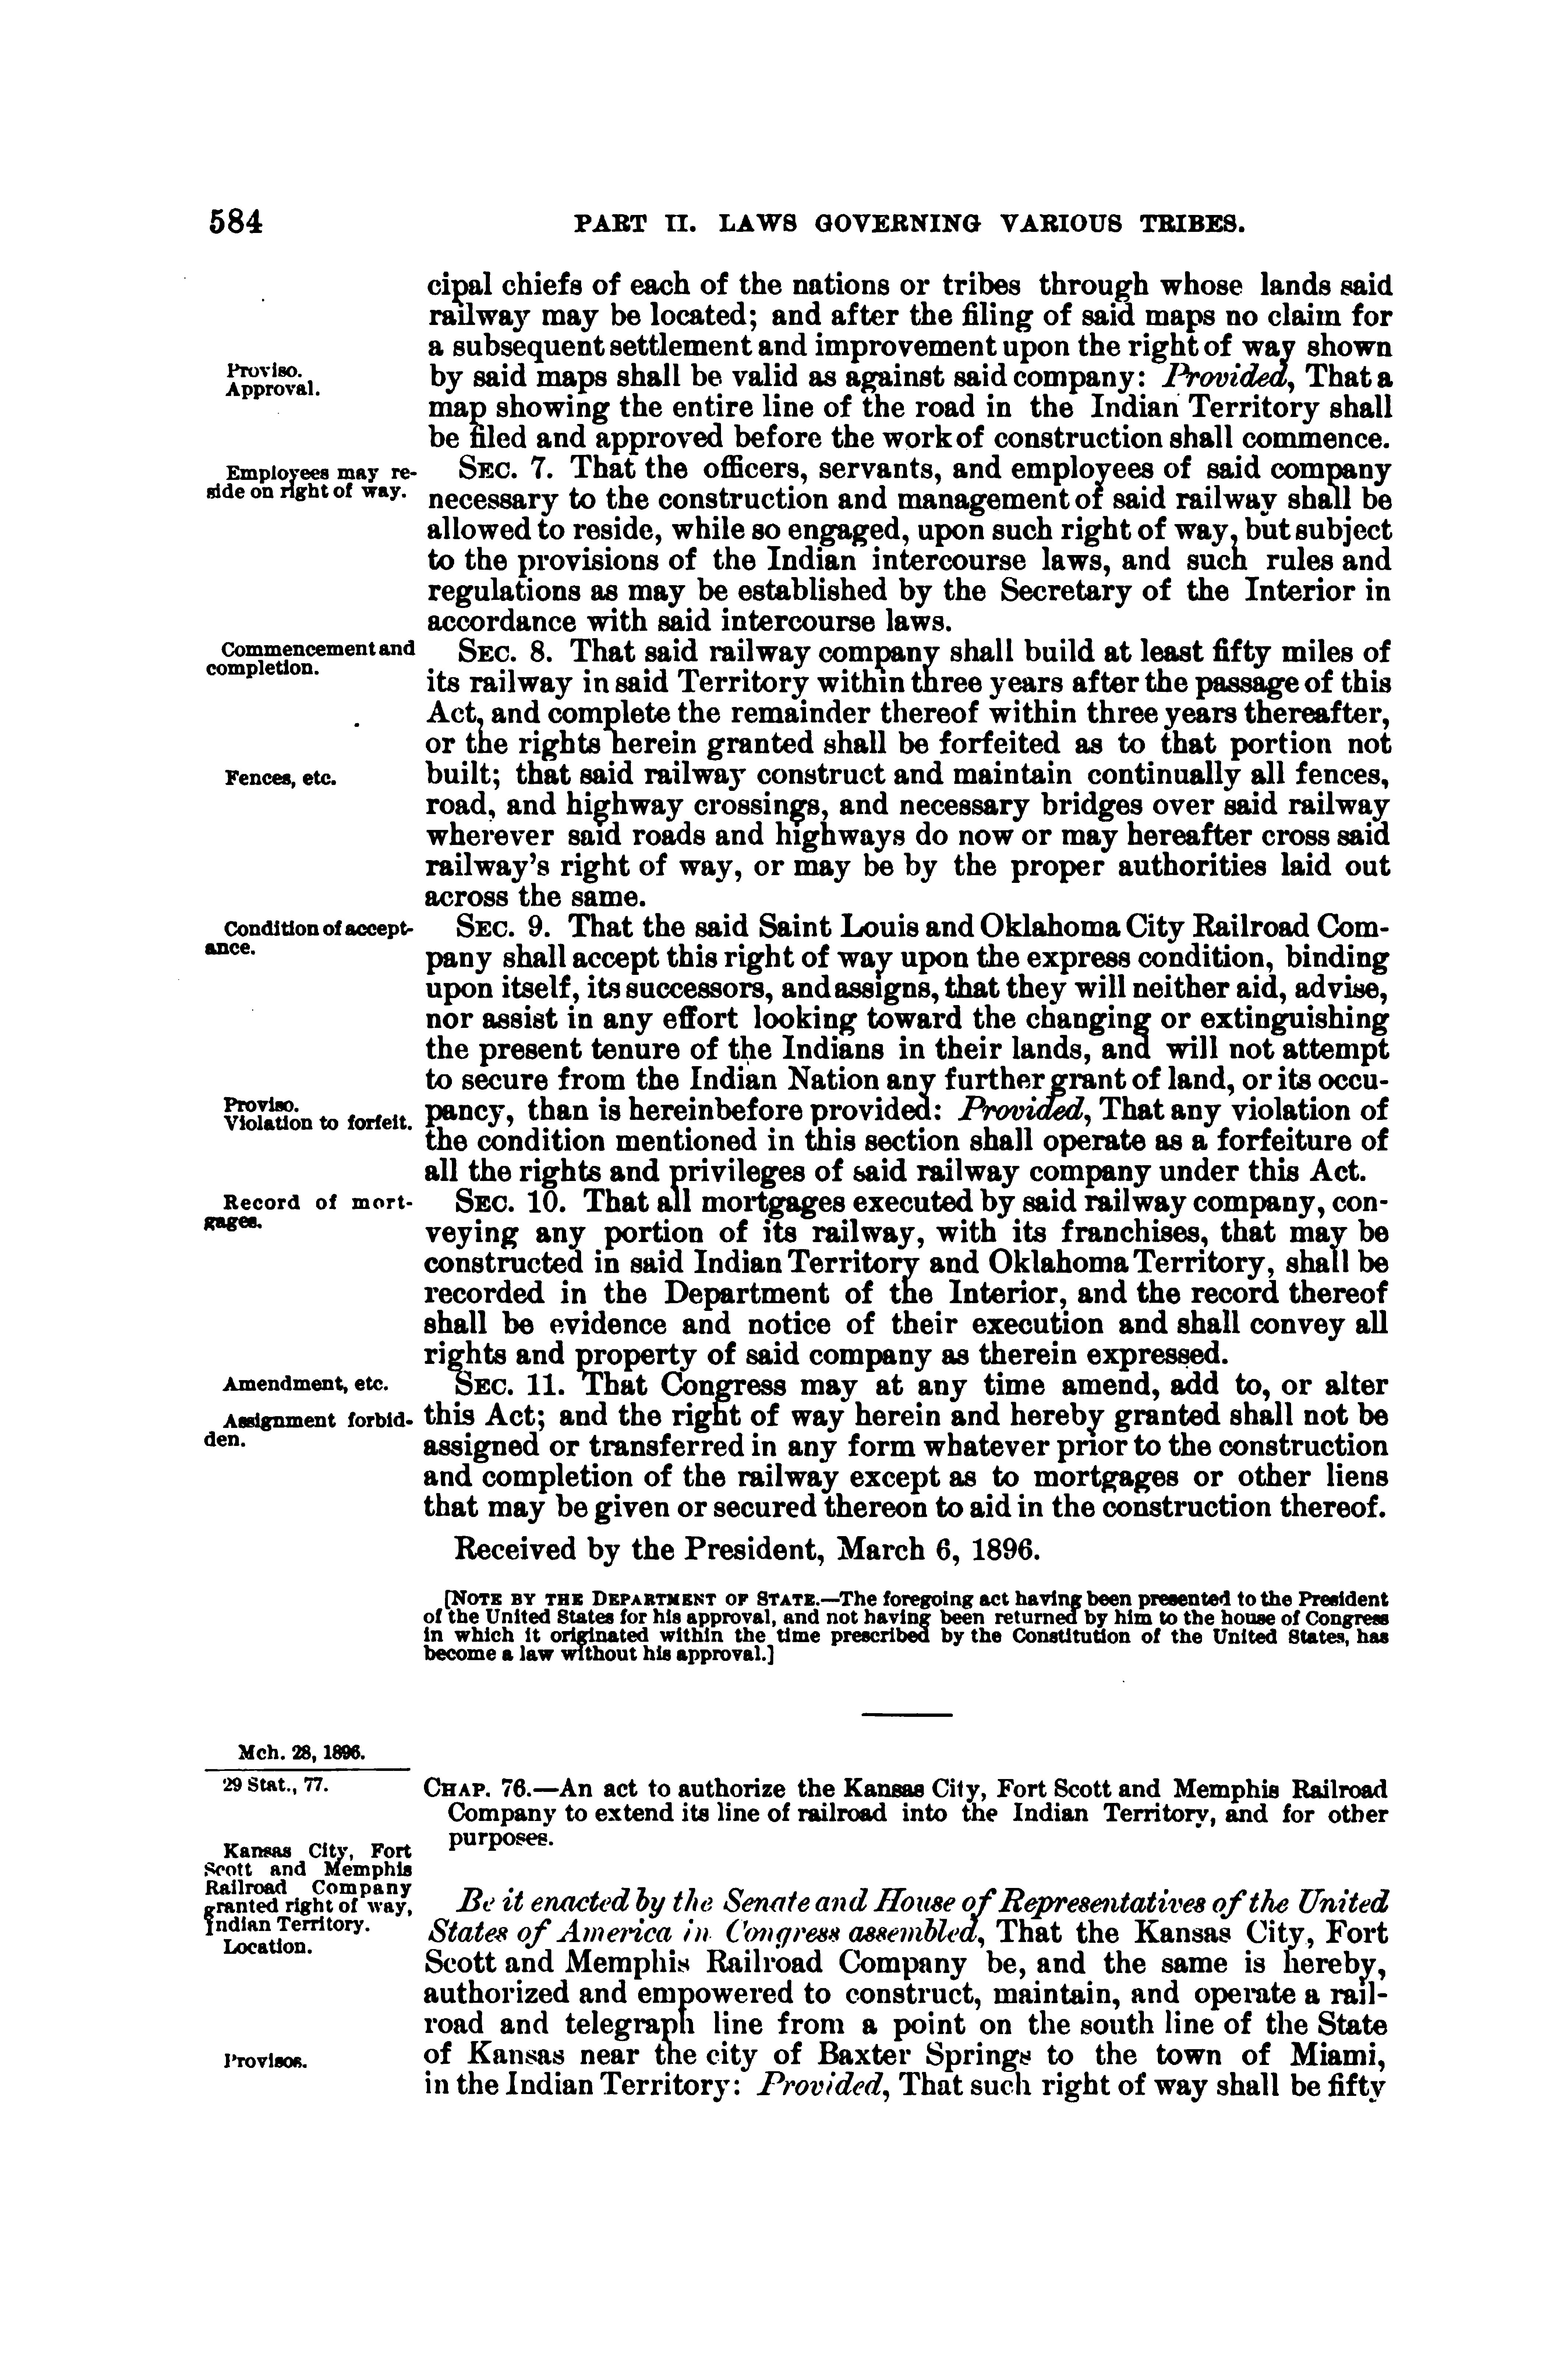 584
PART II. LAWS GOVERNING VARIOUS TRIBES.
cipal chiefs of each of the nations or tribes through whose lands said
railway may be located; and after the filing of said maps no claim for
a subsequent settlement and improvement upon the right of way shown
Proviso.
Approval.
by said maps shall be valid as against said company: Provided, That a
map showing the entire line of the road in the Indian Territory shall
be filed and approved before the work of construction shall commence.
Employees may re-
side on right of way.
SEC. 7. That the officers, servants, and employees of said company
necessary to the construction and management of said railway shall be
allowed to reside, while so engaged, upon such right of way, but subject
to the provisions of the Indian intercourse laws, and such rules and
regulations as may be established by the Secretary of the Interior in
accordance with said intercourse laws.
Commencement and
completion.
SEC. 8. That said railway company shall build at least fifty miles of
its railway in said Territory within three years after the passage of this
Act, and complete the remainder thereof within three years thereafter,
or the rights herein granted shall be forfeited as to that portion not
Fences, etc.
built; that said railway construct and maintain continually all fences,
road, and highway crossings, and necessary bridges over said railway
wherever said roads and highways do now or may hereafter cross said
railway's right of way, or may be by the proper authorities laid out
across the same.
Condition of accept-
ance.
SEC. 9. That the said Saint Louis and Oklahoma City Railroad Com-
pany shall accept this right of way upon the express condition, binding
upon itself, its successors, and assigns, that they will neither aid, advise,
nor assist in any effort looking toward the changing or extinguishing
the present tenure of the Indians in their lands, and will not attempt
to secure from the Indian Nation any further grant of land, or its occu-
Proviso.
Violation to forfeit.
pancy, than is hereinbefore provided: Provided, That any violation of
the condition mentioned in this section shall operate as a forfeiture of
all the rights and privileges of said railway company under this Act.
Record of mort-
gages.
SEC. 10. That all mortgages executed by said railway company, con-
veying any portion of its railway, with its franchises, that may be
constructed in said Indian Territory and Oklahoma Territory, shall be
recorded in the Department of the Interior, and the record thereof
shall be evidence and notice of their execution and shall convey all
rights and property of said company as therein expressed.
Amendment, etc.
SEC. 11. That Congress may at any time amend, add to, or alter
Assignment forbid-
den.
this Act; and the right of way herein and hereby granted shall not be
assigned or transferred in any form whatever prior to the construction
and completion of the railway except as to mortgages or other liens
that may be given or secured thereon to aid in the construction thereof.
Received by the President, March 6, 1896.
[NOTE BY THE DEPARTMENT OF STATE.—The foregoing act having been presented to the President
of the United States for his approval, and not having been returned by him to the house of Congress
in which it originated within the time prescribed by the Constitution of the United States, has
become a law without his approval.]
Mch. 28, 1896.
29 Stat., 77.
CHAP. 76.—An act to authorize the Kansas City, Fort Scott and Memphis Railroad
Company to extend its line of railroad into the Indian Territory, and for other
purposes.
Kansas City, Fort
Scott and Memphis
Railroad Company
granted right of way,
Indian Territory.
Location.
Be it enacted by the Senate and House of Representatives of the United
States of America in Congress assembled, That the Kansas City, Fort
Scott and Memphis Railroad Company be, and the same is hereby,
authorized and empowered to construct, maintain, and operate a rail-
road and telegraph line from a point on the south line of the State
Provisos.
of Kansas near the city of Baxter Springs to the town of Miami,
in the Indian Territory: Provided, That such right of way shall be fifty